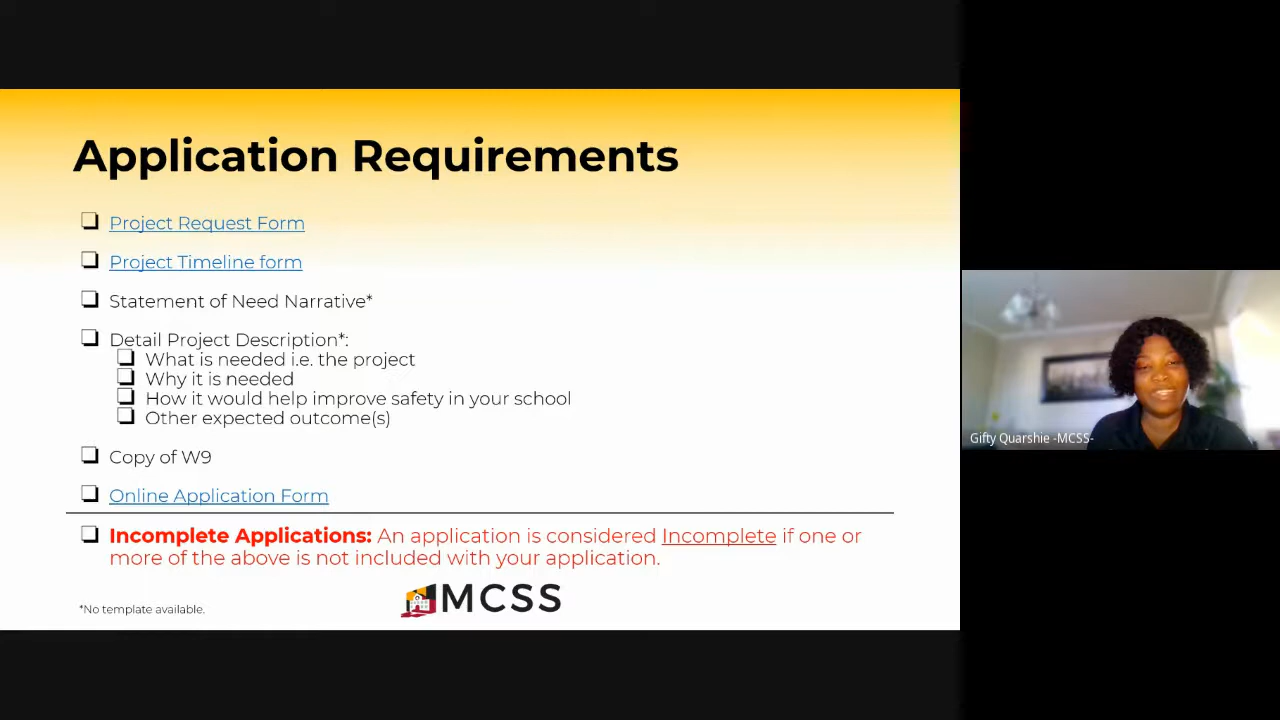 Application Requirements
Project Request Form
Project Timeline form
Statement of Need Narrative*
Detail Project Description*:
What is needed i.e. the project
Why it is needed
How it would help improve safety in your school
Other expected outcome(s)
Copy of W9
Online Application Form
Incomplete Applications: An application is considered Incomplete if one or
more of the above is not included with your application.
*No template available.
MCSS
Gifty Quarshie -MCSS-